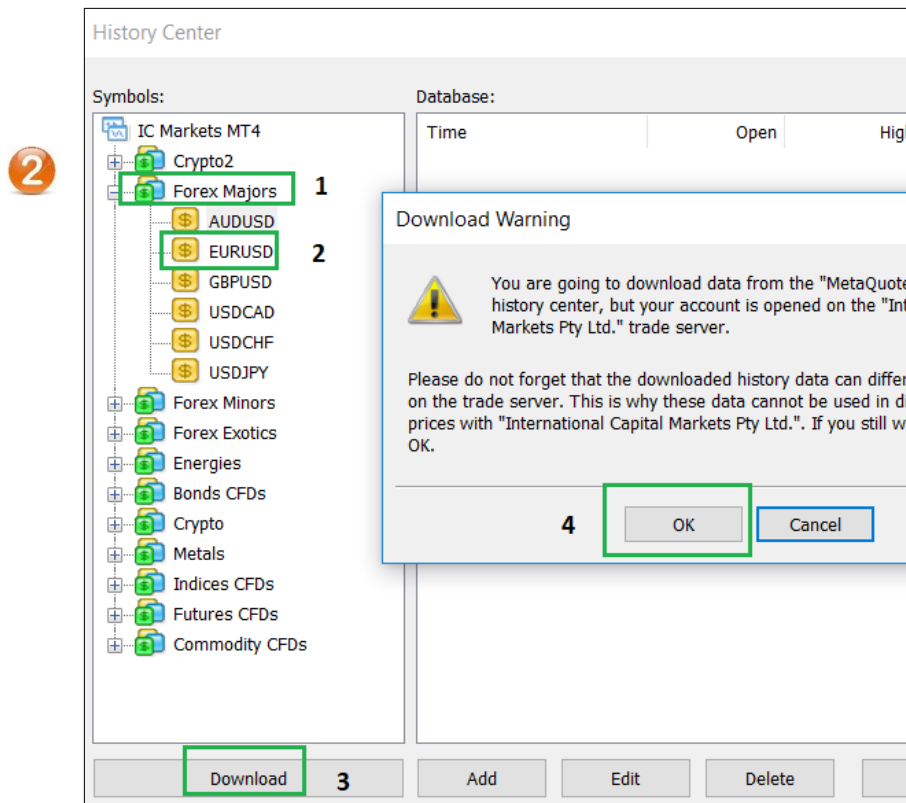 History Center
Symbols:
Database:
IC Markets MT4
Time
Open
High
2
Crypto2
Forex Majors
1
AUDUSD
EURUSD
2
GBPUSD
USDCAD
USDCHF
USDJPY
Forex Minors
Forex Exotics
Energies
Bonds CFDs
Crypto
Metals
Indices CFDs
Futures CFDs
Commodity CFDs
Download Warning
You are going to download data from the "MetaQuote
history center, but your account is opened on the "Int
Markets Pty Ltd." trade server.
Please do not forget that the downloaded history data can differ
on the trade server. This is why these data cannot be used in di
prices with "International Capital Markets Pty Ltd.". If you still w
OK.
4
OK
Cancel
Download
3
Add
Edit
Delete